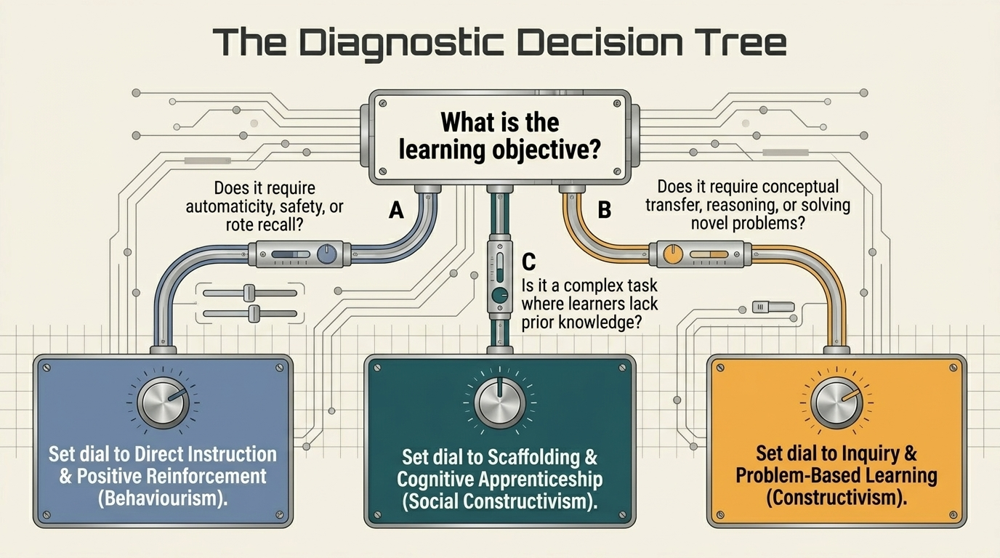 The Diagnostic Decision Tree
What is the
learning objective?
Does it require
automaticity, safety, or
rote recall?
A
B
Does it require conceptual
transfer, reasoning, or solving
novel problems?
C
Is it a complex task
where learners lack
prior knowledge?
Set dial to Direct Instruction
& Positive Reinforcement
(Behaviourism).
Set dial to Scaffolding &
Cognitive Apprenticeship
(Social Constructivism).
Set dial to Inquiry &
Problem-Based Learning
(Constructivism).